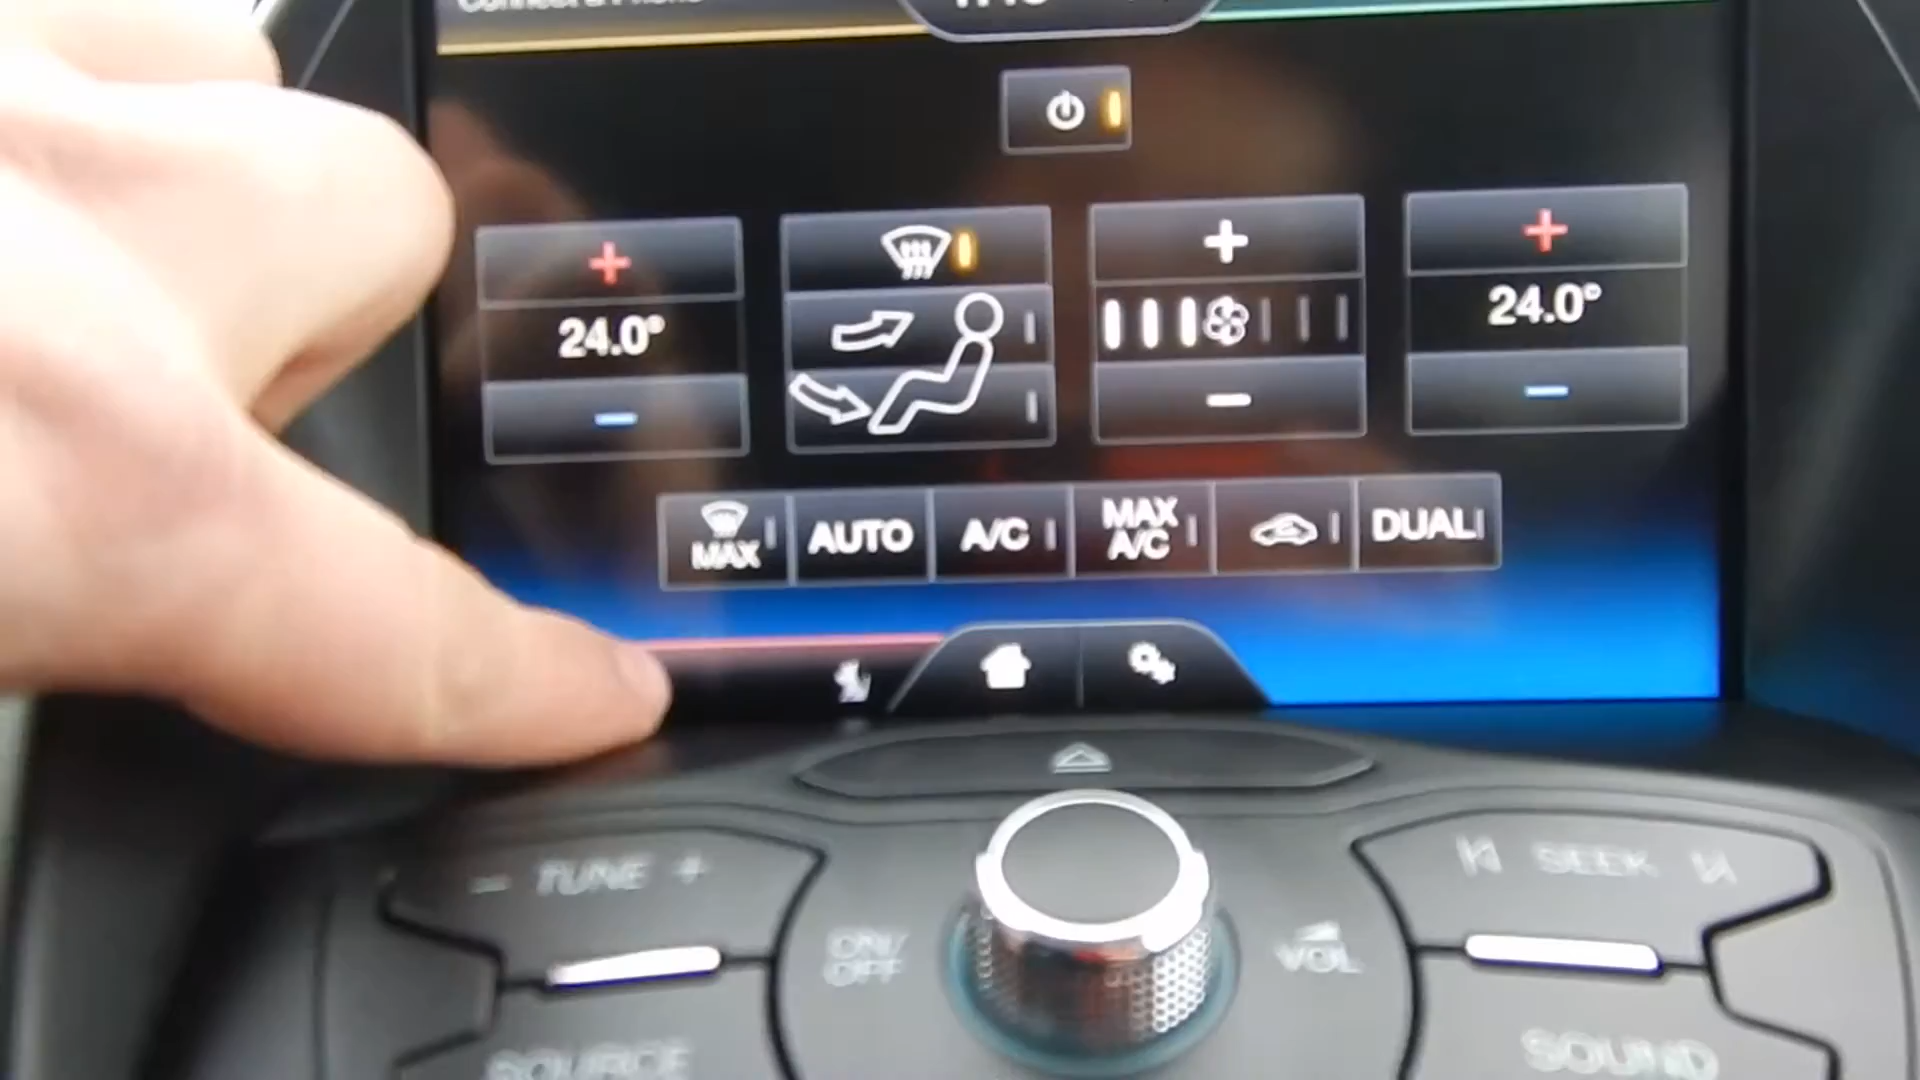 24.0°
24.0°
MAX
AUTO
A/C
MAX
A/C
DUAL
− TUNE +
SEEK
ON/
OFF
VOL
SOURCE
SOUND